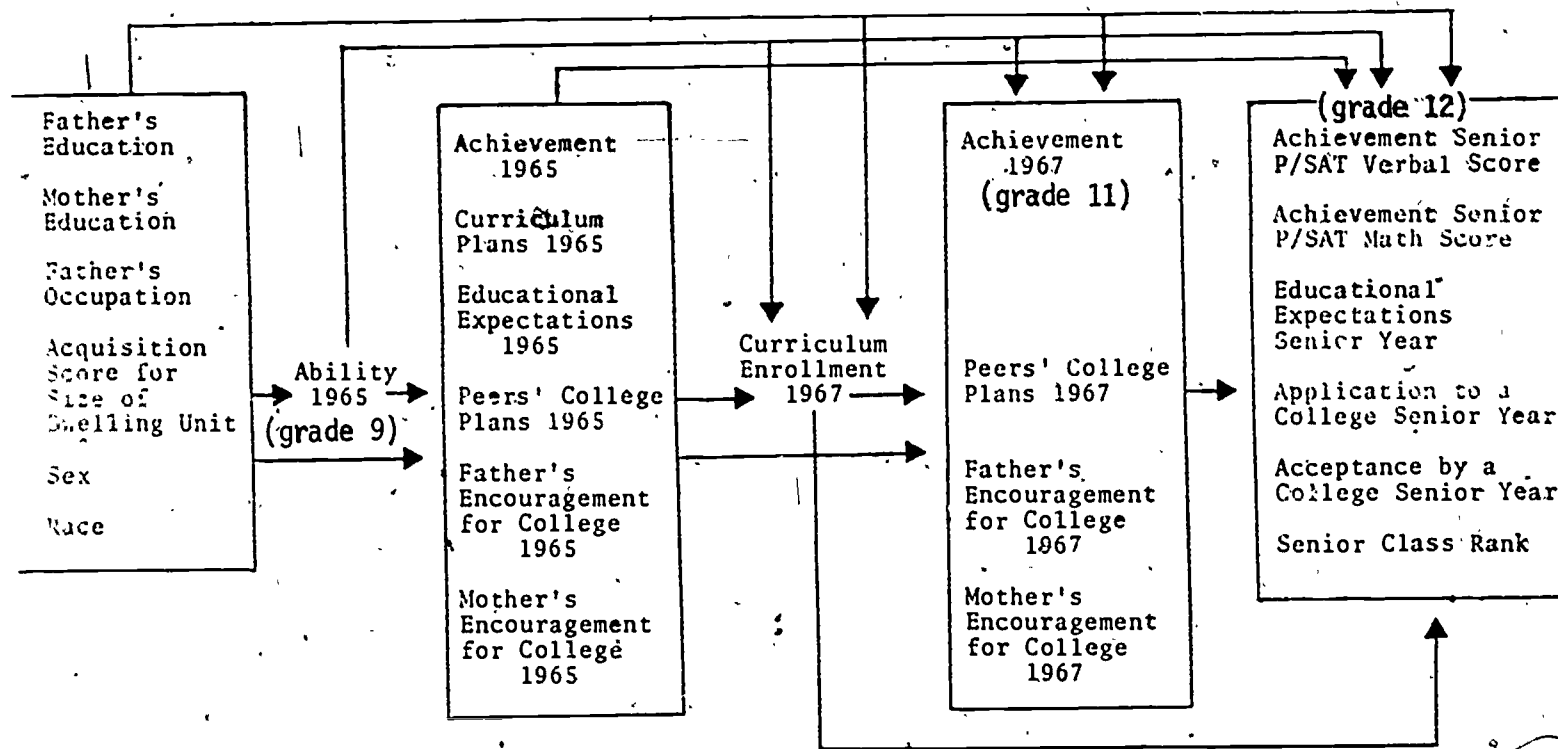 Father's
Education
Mother's
Education
Father's
Occupation
Acquisition
Score for
Size of
Dwelling Unit
Sex
Race
Ability
1965
(grade 9)
Achievement
1965
Curriculum
Plans 1965
Educational
Expectations
1965
Peers' College
Plans 1965
Father's
Encouragement
for College
1965
Mother's
Encouragement
for College
1965
Curriculum
Enrollment
1967
Achievement
1967
(grade 11)
Peers' College
Plans 1967
Father's
Encouragement
for College
1967
Mother's
Encouragement
for College
1967
(grade 12)
Achievement Senior
P/SAT Verbal Score
Achievement Senior
P/SAT Math Score
Educational
Expectations
Senior Year
Application to a
College Senior Year
Acceptance by a
College Senior Year
Senior Class Rank